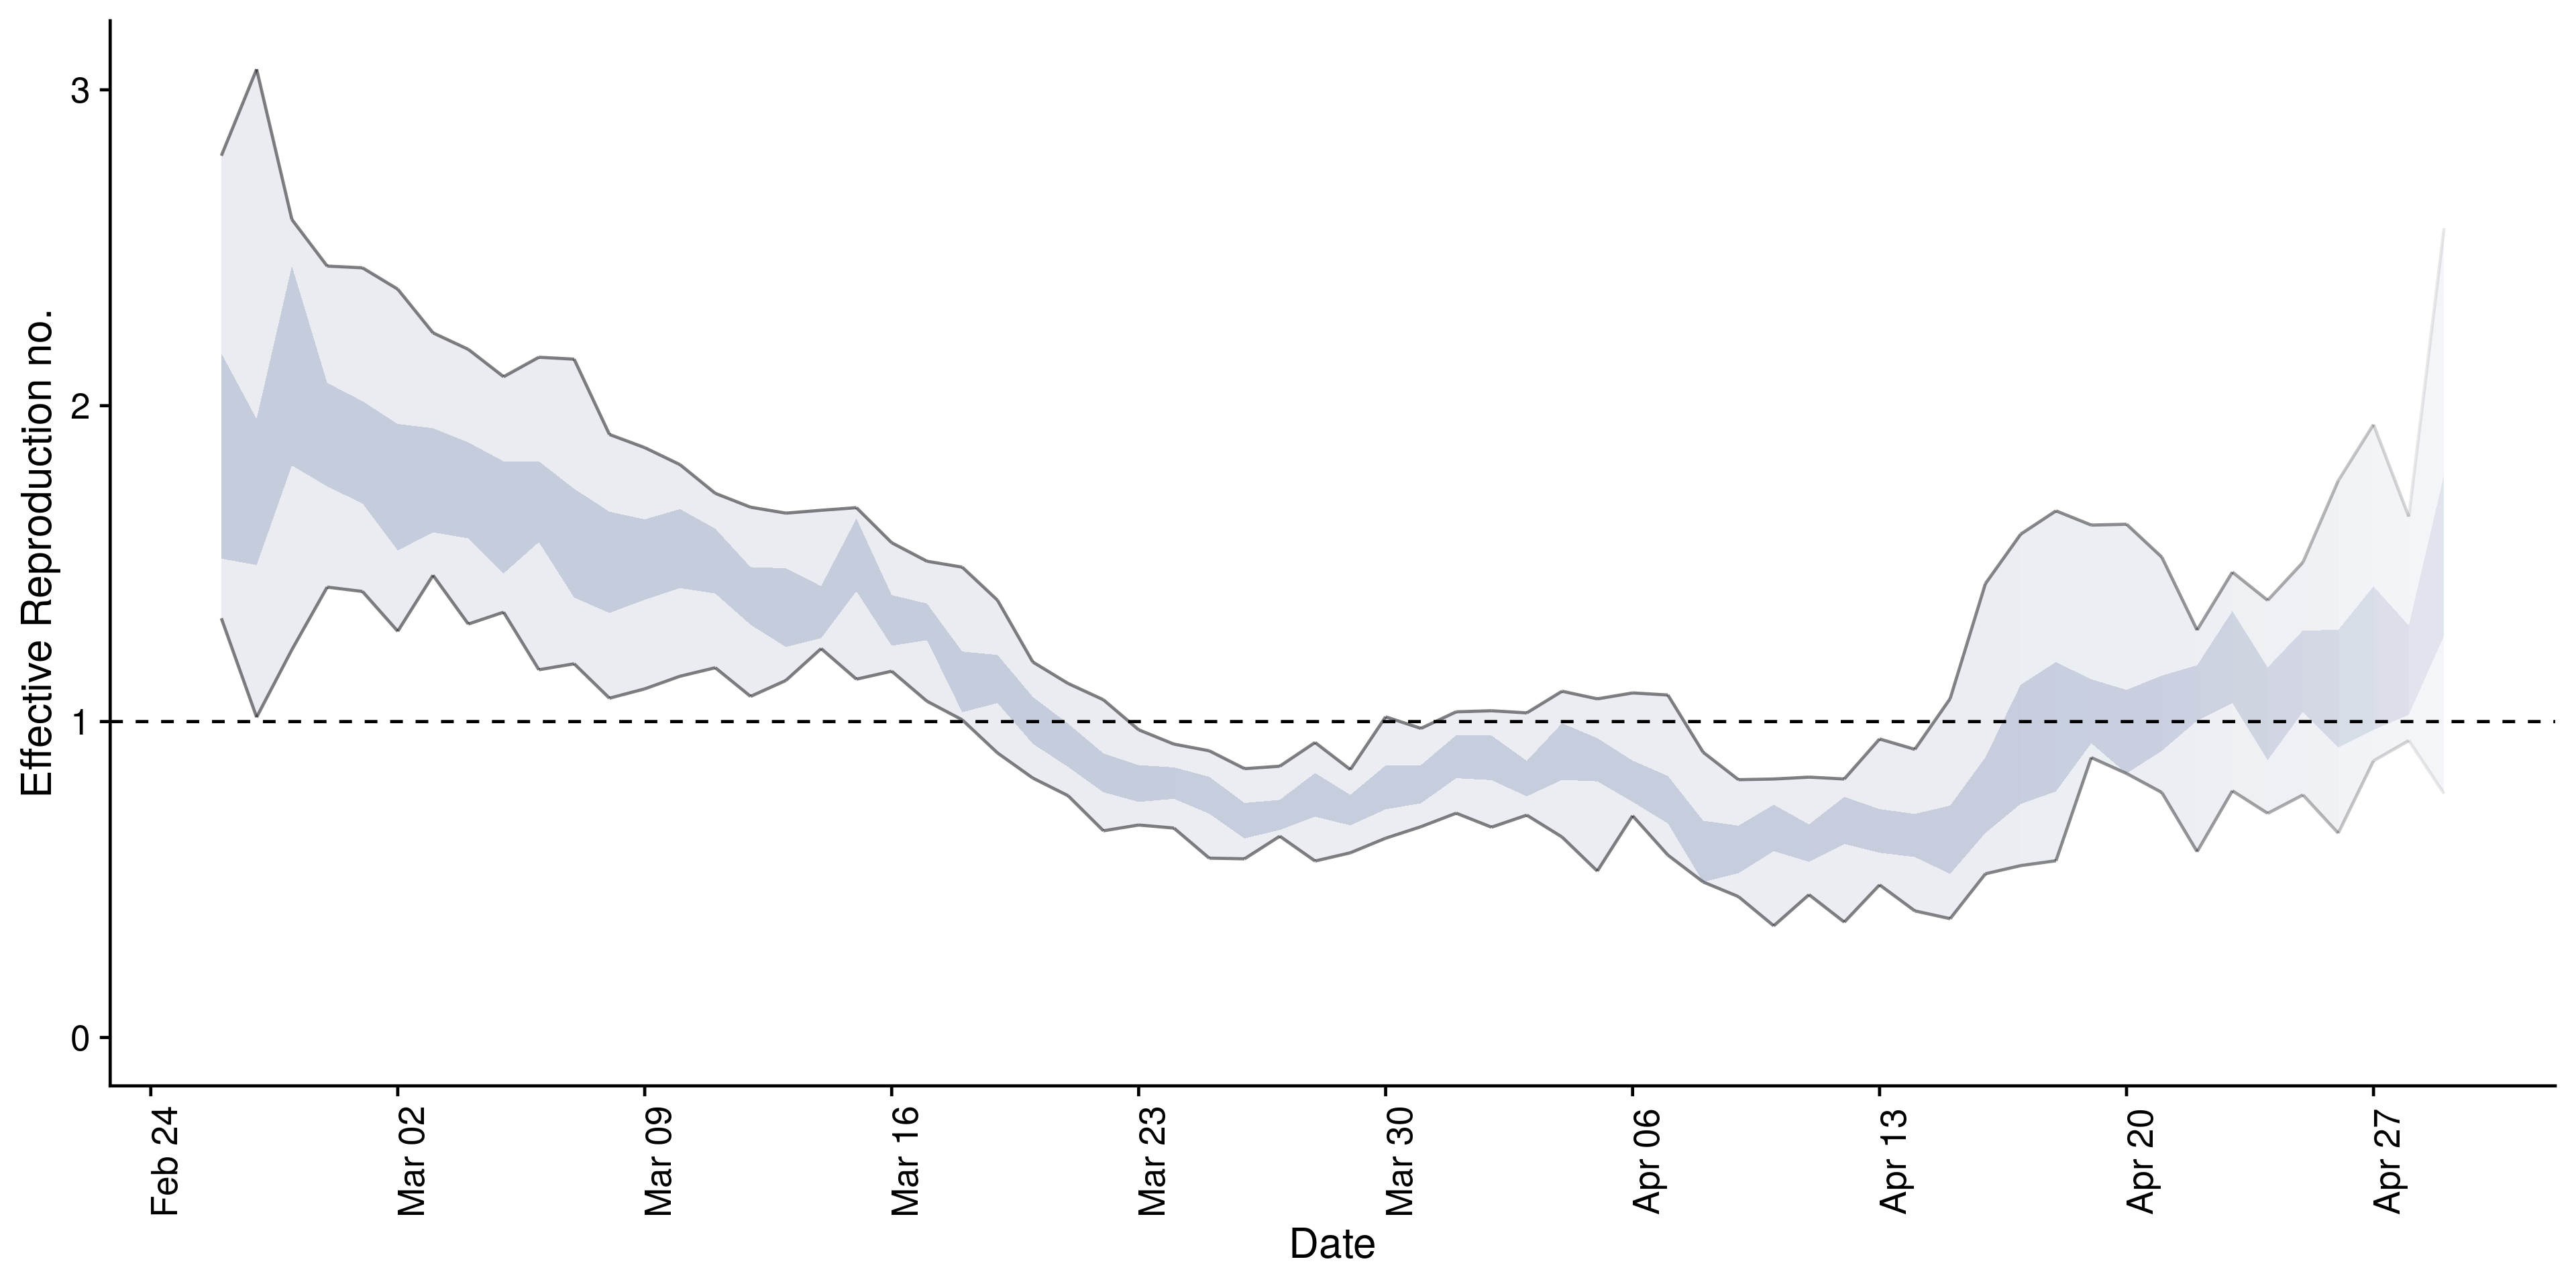 Effective Reproduction no.
3
2
1
0
Feb 24
Mar 02
Mar 09
Mar 16
Mar 23
Mar 30
Apr 06
Apr 13
Apr 20
Apr 27
Date